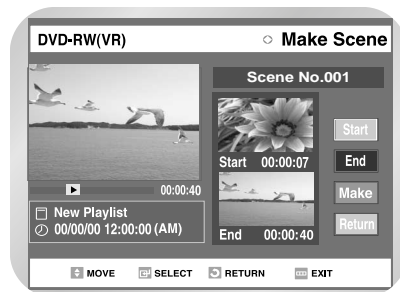 DVD-RW(VR)
Make Scene
Scene No.001
Start 00:00:07
End 00:00:40
Start
End
Make
Return
00:00:40
New Playlist
00/00/00 12:00:00 (AM)
MOVE SELECT RETURN EXIT